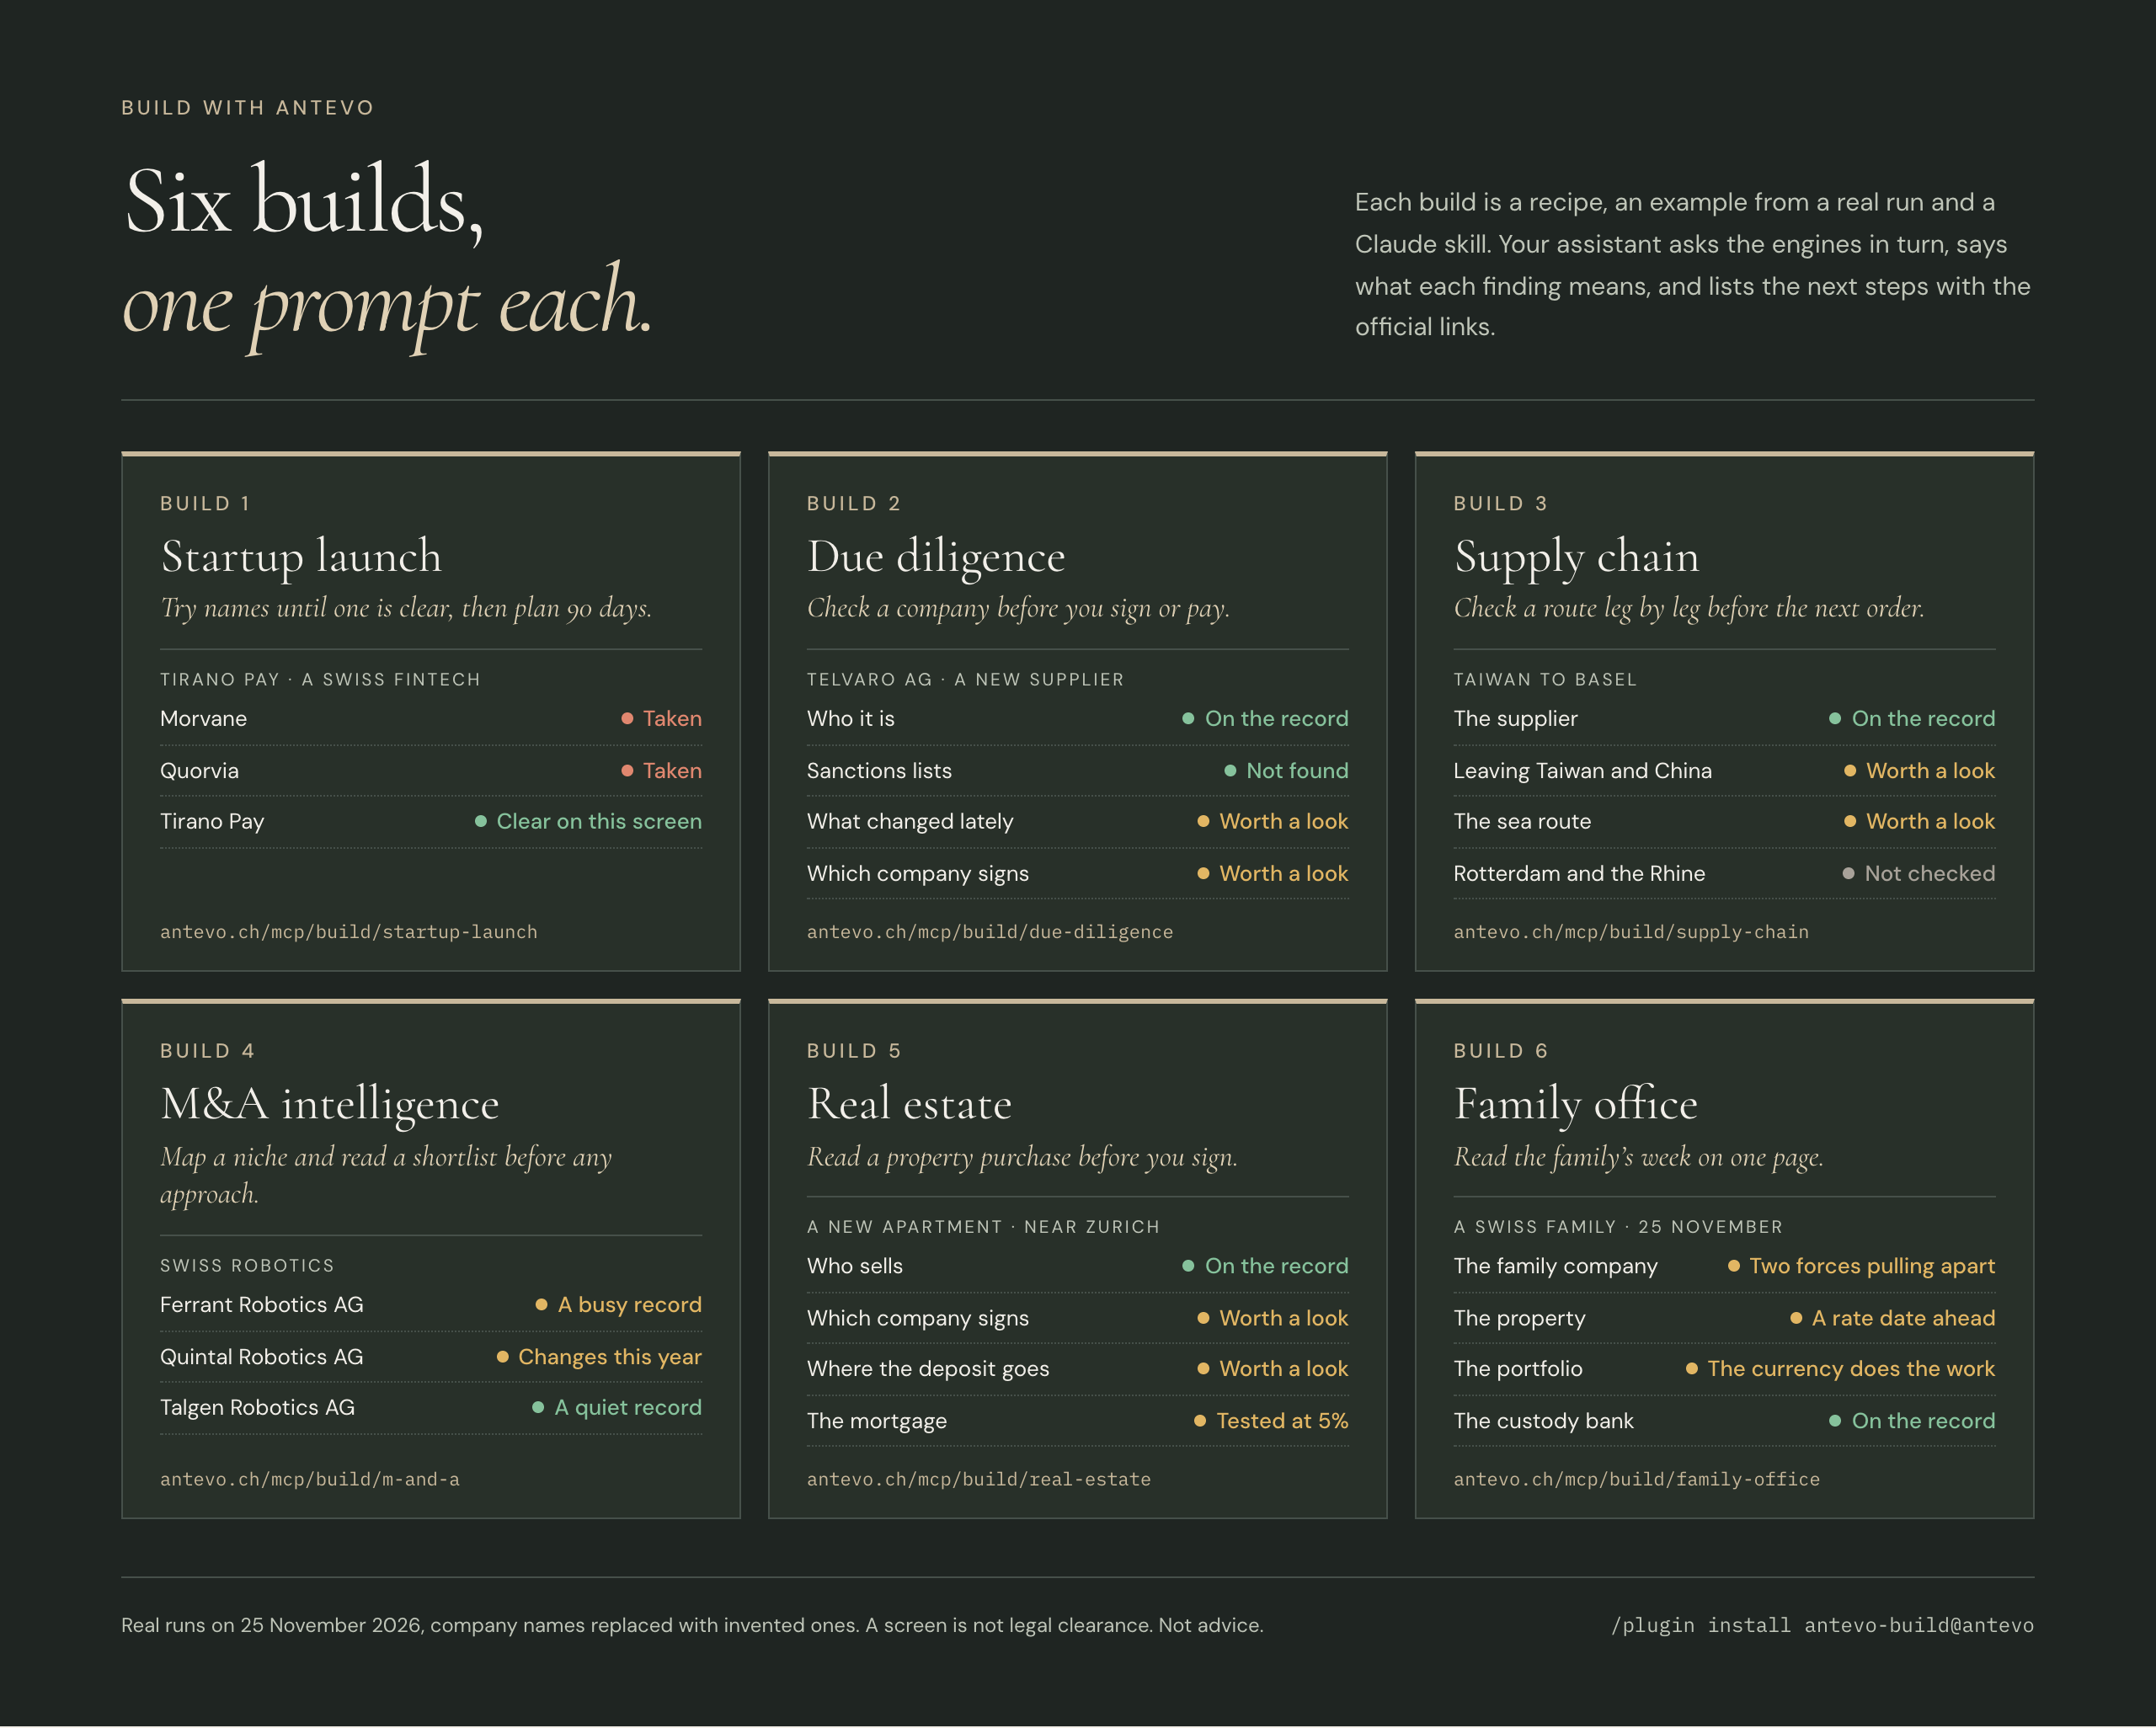 BUILD WITH ANTEVO
Six builds,
one prompt each.
Each build is a recipe, an example from a real run and a
Claude skill. Your assistant asks the engines in turn, says
what each finding means, and lists the next steps with the
official links.
BUILD 1
Startup launch
Try names until one is clear, then plan 90 days.
TIRANO PAY · A SWISS FINTECH
Morvane ● Taken
Quorvia ● Taken
Tirano Pay ● Clear on this screen
antevo.ch/mcp/build/startup-launch
BUILD 2
Due diligence
Check a company before you sign or pay.
TELVARO AG · A NEW SUPPLIER
Who it is ● On the record
Sanctions lists ● Not found
What changed lately ● Worth a look
Which company signs ● Worth a look
antevo.ch/mcp/build/due-diligence
BUILD 3
Supply chain
Check a route leg by leg before the next order.
TAIWAN TO BASEL
The supplier ● On the record
Leaving Taiwan and China ● Worth a look
The sea route ● Worth a look
Rotterdam and the Rhine ● Not checked
antevo.ch/mcp/build/supply-chain
BUILD 4
M&A intelligence
Map a niche and read a shortlist before any
approach.
SWISS ROBOTICS
Ferrant Robotics AG ● A busy record
Quintal Robotics AG ● Changes this year
Talgen Robotics AG ● A quiet record
antevo.ch/mcp/build/m-and-a
BUILD 5
Real estate
Read a property purchase before you sign.
A NEW APARTMENT · NEAR ZURICH
Who sells ● On the record
Which company signs ● Worth a look
Where the deposit goes ● Worth a look
The mortgage ● Tested at 5%
antevo.ch/mcp/build/real-estate
BUILD 6
Family office
Read the family’s week on one page.
A SWISS FAMILY · 25 NOVEMBER
The family company ● Two forces pulling apart
The property ● A rate date ahead
The portfolio ● The currency does the work
The custody bank ● On the record
antevo.ch/mcp/build/family-office
Real runs on 25 November 2026, company names replaced with invented ones. A screen is not legal clearance. Not advice.
/plugin install antevo-build@antevo